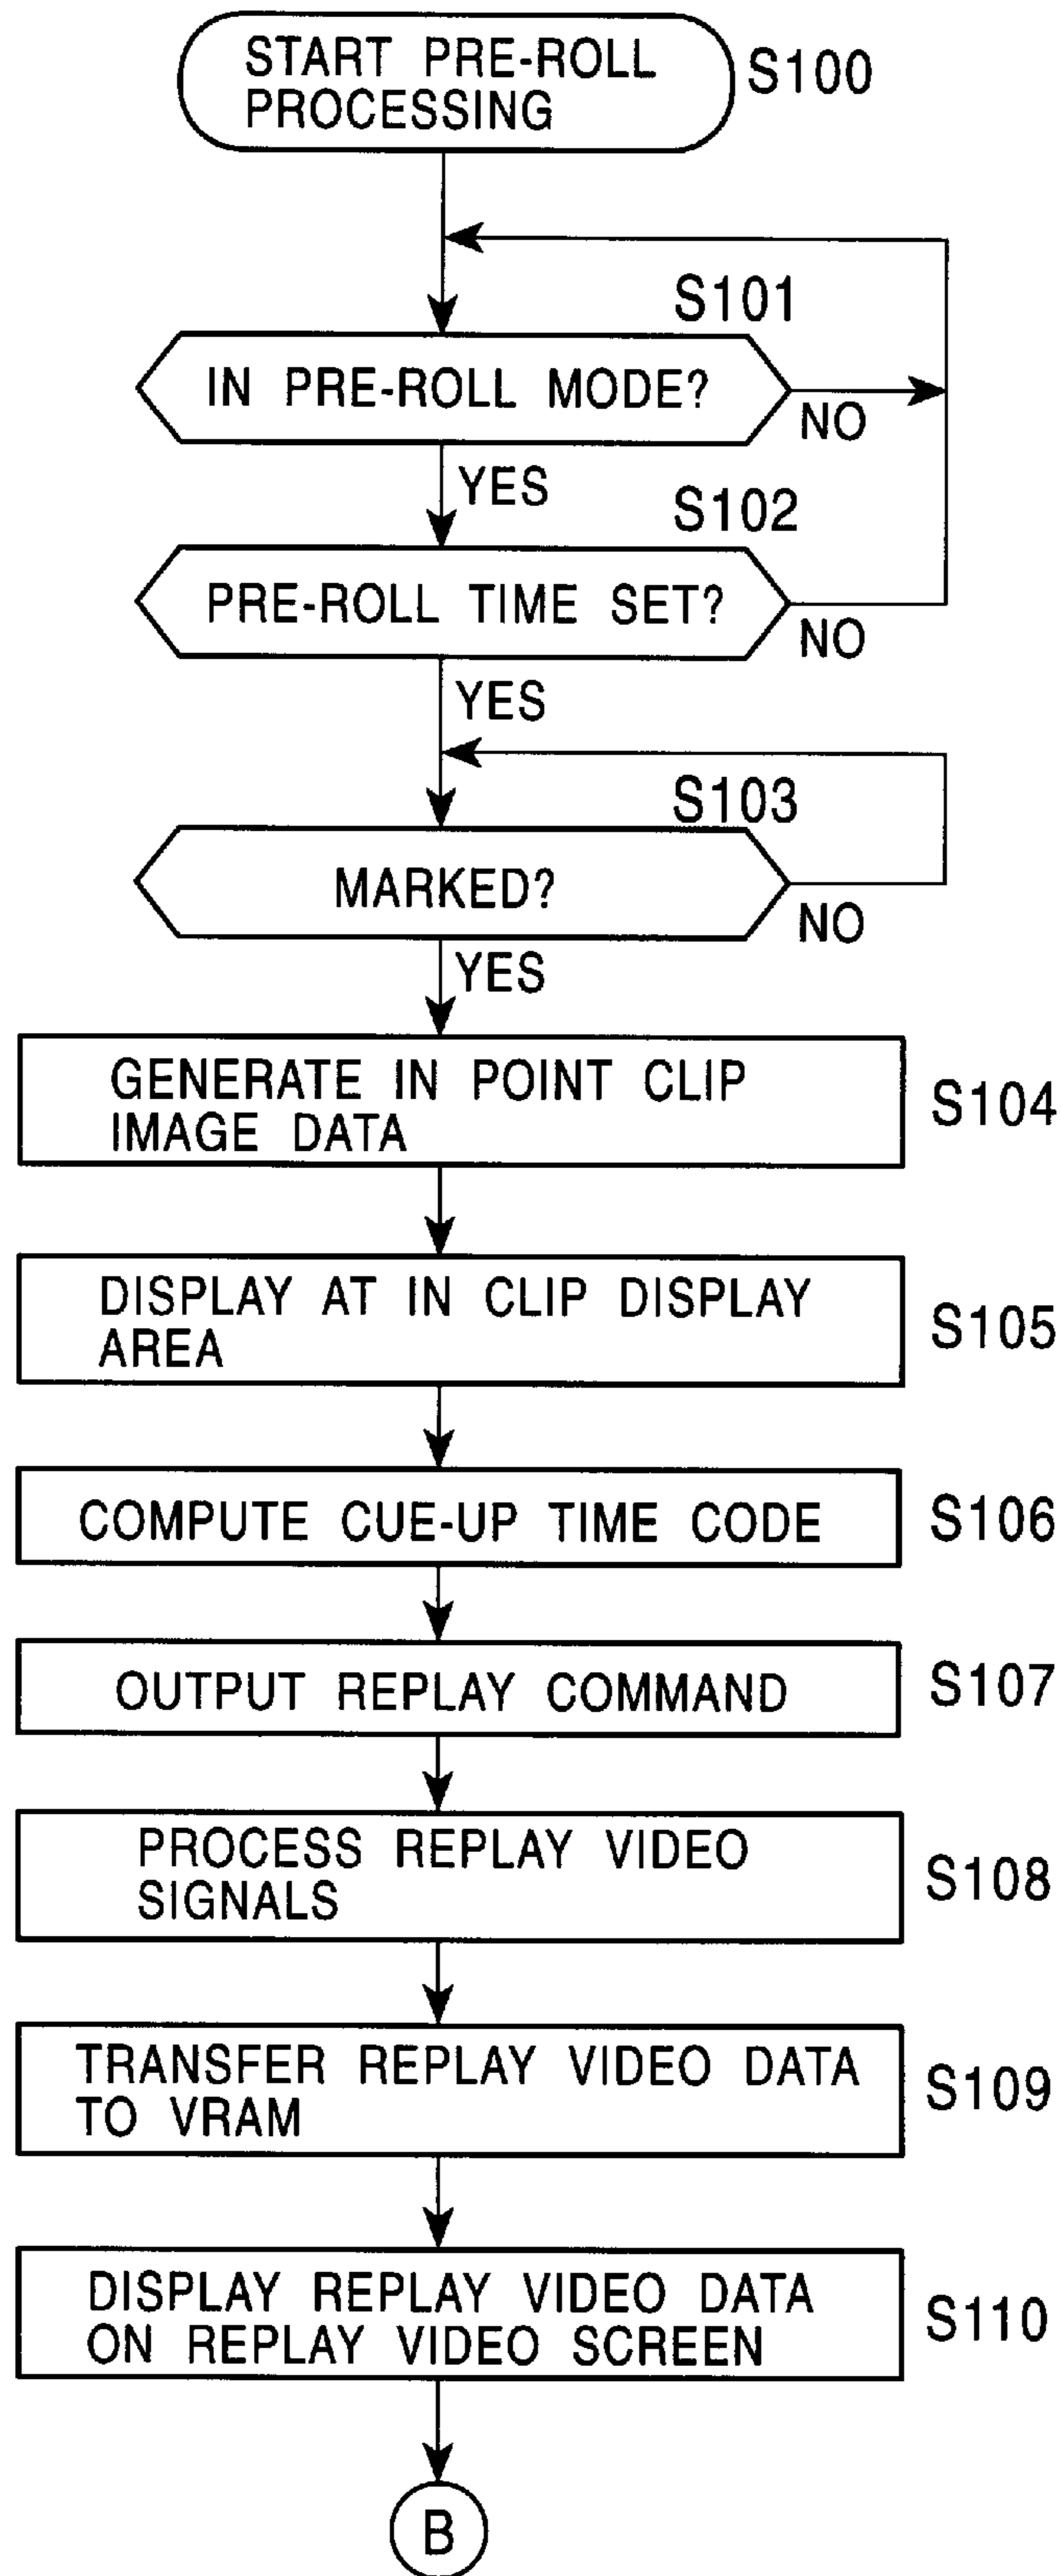 START PRE-ROLL
PROCESSING
S100
S101
IN PRE-ROLL MODE?
NO
YES
S102
PRE-ROLL TIME SET?
NO
YES
S103
MARKED?
NO
YES
GENERATE IN POINT CLIP
IMAGE DATA
S104
DISPLAY AT IN CLIP DISPLAY
AREA
S105
COMPUTE CUE-UP TIME CODE
S106
OUTPUT REPLAY COMMAND
S107
PROCESS REPLAY VIDEO
SIGNALS
S108
TRANSFER REPLAY VIDEO DATA
TO VRAM
S109
DISPLAY REPLAY VIDEO DATA
ON REPLAY VIDEO SCREEN
S110
B